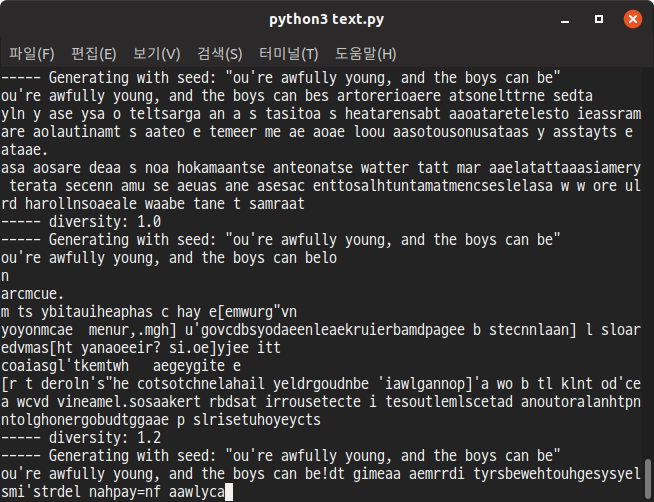 python3 text.py
파일(F) 편집(E) 보기(V) 검색(S) 터미널(T) 도움말(H)
----- Generating with seed: "ou're awfully young, and the boys can be"
ou're awfully young, and the boys can bes artorerioaere atsonelttrne sedta
yln y ase ysa o teltsarga an a s tasitoa s heatarensabt aaoataretelesto ieassram
are aolautinamt s aateo e temeer me ae aoae loou aasotousonusataas y asstayts e
ataae.
asa aosare deaa s noa hokamaantse anteonatse watter tatt mar aaelatattaaasiamery
 terata secenn amu se aeuas ane asesac enttosalhtuntamatmencseslelasa w w ore ul
rd harollnsoaeale waabe tane t samraat
----- diversity: 1.0
----- Generating with seed: "ou're awfully young, and the boys can be"
ou're awfully young, and the boys can belo
n
arcmcue.
m ts ybitauiheaphas c hay e[emwurg"vn
yoyonmcae  menur,.mgh] u'govcdbsyodaeenleaekruierbamdpagee b stecnnlaan] l sloar
edvmas[ht yanaoeeir? si.oe]yjee itt
coaiasgl'tkemtwh   aegeygite e
[r t deroln's"he cotsotchnelahail yeldrgoudnbe 'iawlgannop]'a wo b tl klnt od'ce
a wcvd vineamel.sosaakert rbdsat irrousetecte i tesoutlemlscetad anoutoralanhtpn
ntolghonergobudtggaae p slrisetuhoyeycts
----- diversity: 1.2
----- Generating with seed: "ou're awfully young, and the boys can be"
ou're awfully young, and the boys can be!dt gimeaa aemrrdi tyrsbewehtouhgesysyel
smi'strdel nahpay=nf aawlyca